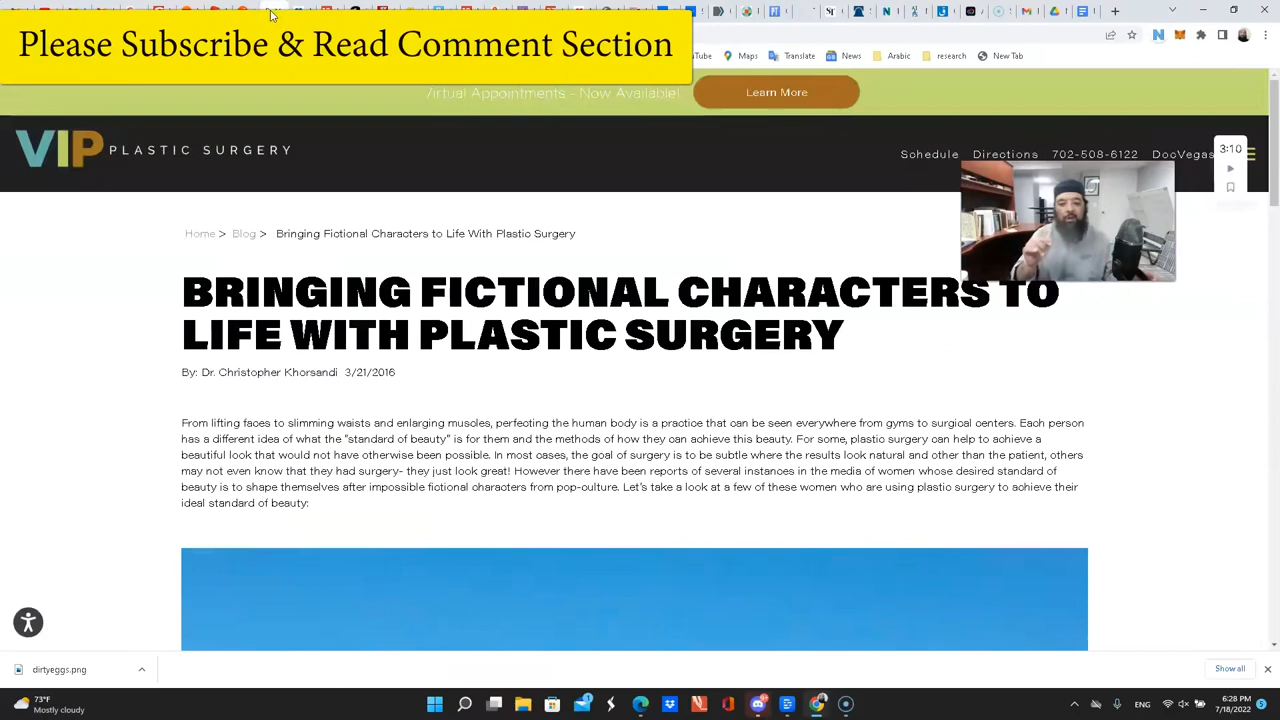 Please Subscribe & Read Comment Section
Maps
Translate
News
Arabic
research
New Tab
Virtual Appointments - Now Available!
Learn More
VIP PLASTIC SURGERY
Schedule
Directions
702-508-6122
DocVegas
3:10
Home > Blog > Bringing Fictional Characters to Life With Plastic Surgery
BRINGING FICTIONAL CHARACTERS TO
LIFE WITH PLASTIC SURGERY
By: Dr. Christopher Khorsandi 3/21/2016
From lifting faces to slimming waists and enlarging muscles, perfecting the human body is a practice that can be seen everywhere from gyms to surgical centers. Each person
has a different idea of what the "standard of beauty" is for them and the methods of how they can achieve this beauty. For some, plastic surgery can help to achieve a
beautiful look that would not have otherwise been possible. In most cases, the goal of surgery is to be subtle where the results look natural and other than the patient, others
may not even know that they had surgery- they just look great! However there have been reports of several instances in the media of women whose desired standard of
beauty is to shape themselves after impossible fictional characters from pop-culture. Let's take a look at a few of these women who are using plastic surgery to achieve their
ideal standard of beauty:
dirtyeggs.png
Show all
73°F
Mostly cloudy
ENG
6:28 PM
7/18/2022